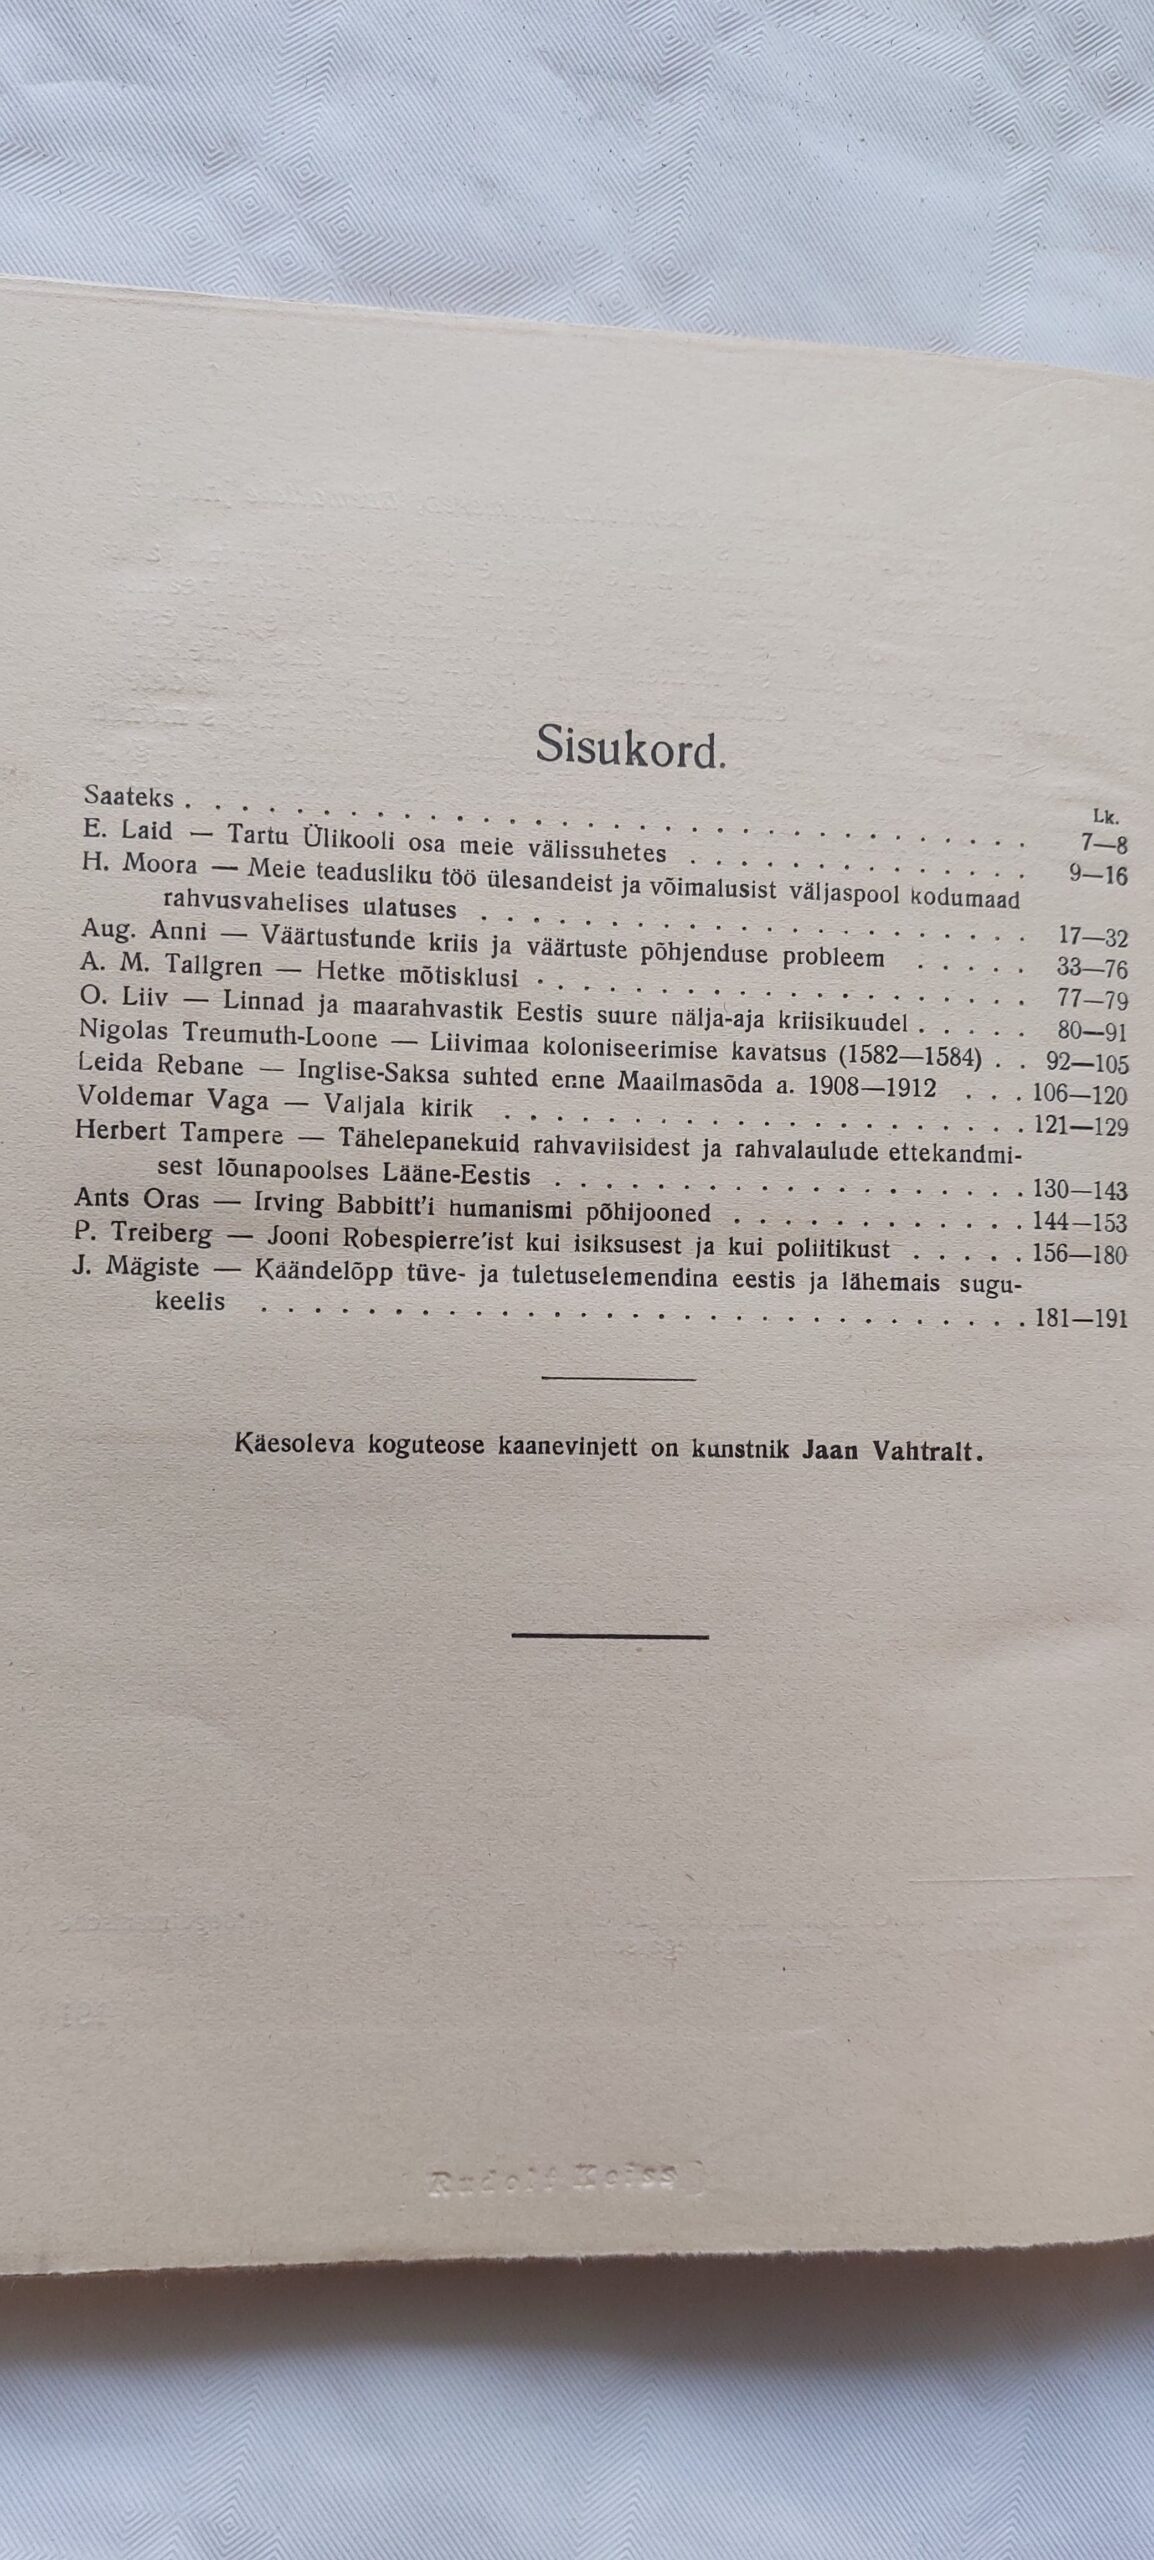 Sisukord.
Lk.
Saateks . . . . . . . . . . . . . . . . . . . . . . . . . . . . . . . . 7—8
E. Laid — Tartu Ülikooli osa meie välissuhetes . . . . . . . . . . . . . . 9—16
H. Moora — Meie teadusliku töö ülesandeist ja võimalusist väljaspool kodumaad
rahvusvahelises ulatuses . . . . . . . . . . . . . . . . . . . . . 17—32
Aug. Anni — Väärtustunde kriis ja väärtuste põhjenduse probleem . . . . . 33—76
A. M. Tallgren — Hetke mõtisklusi . . . . . . . . . . . . . . . . . . . 77—79
O. Liiv — Linnad ja maarahvastik Eestis suure nälja-aja kriisikuudel . . . . . 80—91
Nigolas Treumuth-Loone — Liivimaa koloniseerimise kavatsus (1582—1584) . . 92—105
Leida Rebane — Inglise-Saksa suhted enne Maailmasõda a. 1908—1912 . . . 106—120
Voldemar Vaga — Valjala kirik . . . . . . . . . . . . . . . . . . . . 121—129
Herbert Tampere — Tähelepanekuid rahvaviisidest ja rahvalaulude ettekandmi-
sest lõunapoolses Lääne-Eestis . . . . . . . . . . . . . . . . . . 130—143
Ants Oras — Irving Babbitt'i humanismi põhijooned . . . . . . . . . . . . 144—153
P. Treiberg — Jooni Robespierre'ist kui isiksusest ja kui poliitikust . . . . . 156—180
J. Mägiste — Käändelõpp tüve- ja tuletuselemendina eestis ja lähemais sugu-
keelis . . . . . . . . . . . . . . . . . . . . . . . . . . . . . . 181—191
Käesoleva koguteose kaanevinjett on kunstnik Jaan Vahtralt.
Rudolf Keiss